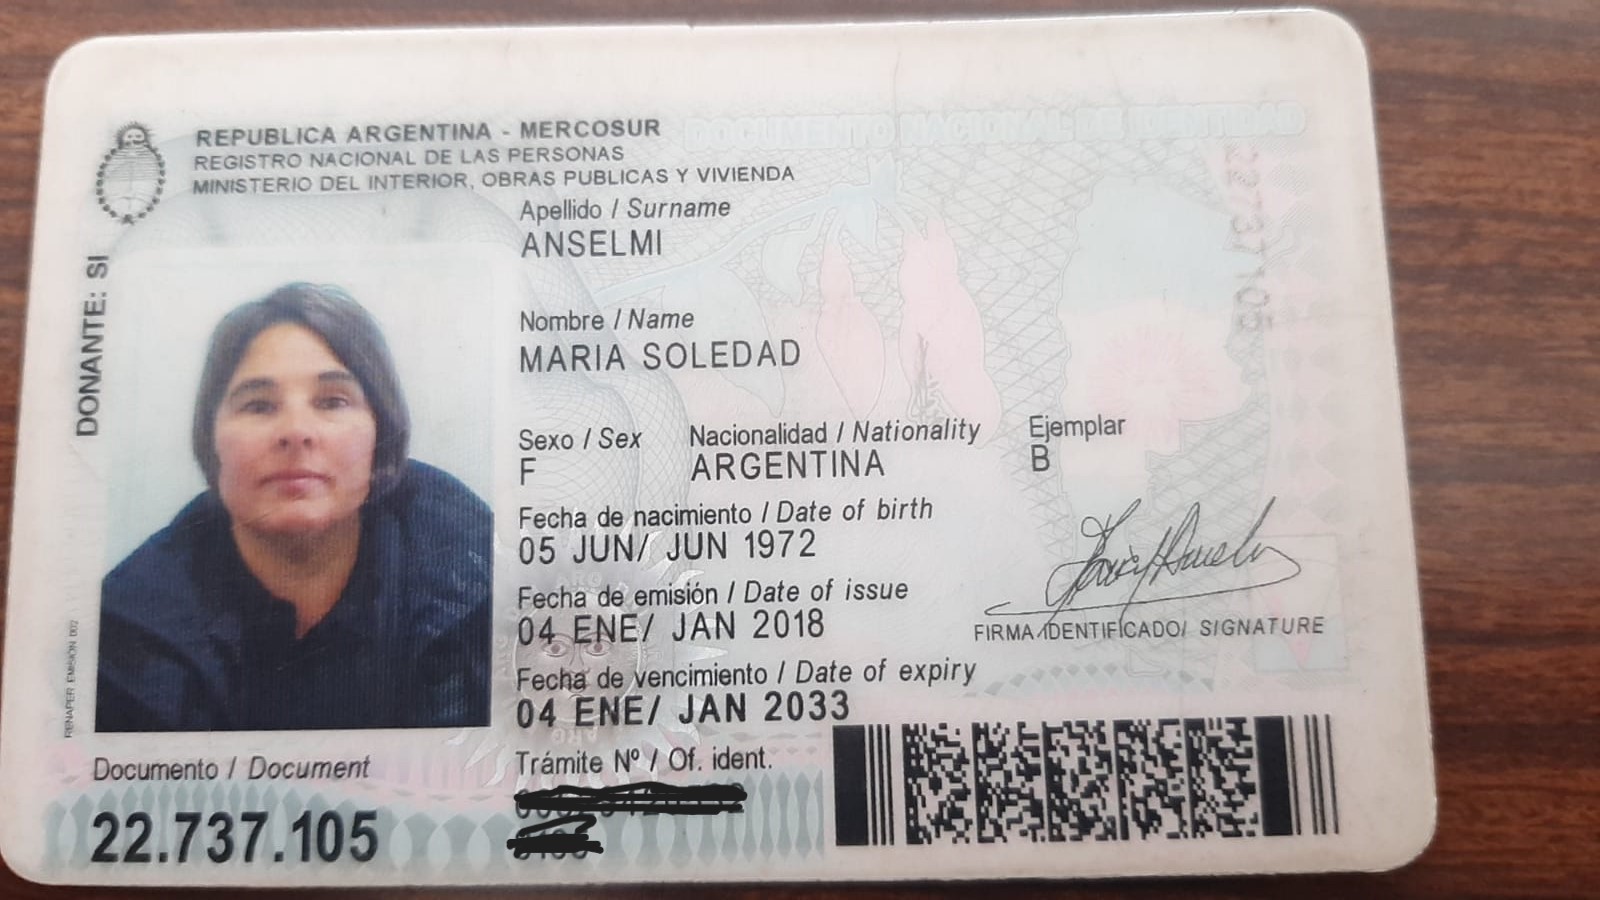 REPUBLICA ARGENTINA - MERCOSUR
REGISTRO NACIONAL DE LAS PERSONAS
MINISTERIO DEL INTERIOR, OBRAS PUBLICAS Y VIVIENDA
DOCUMENTO NACIONAL DE IDENTIDAD
DONANTE: SI
Apellido / Surname
ANSELMI
Nombre / Name
MARIA SOLEDAD
Sexo / Sex Nacionalidad / Nationality Ejemplar
F ARGENTINA B
Fecha de nacimiento / Date of birth
05 JUN/ JUN 1972
Fecha de emisión / Date of issue
04 ENE/ JAN 2018
FIRMA IDENTIFICADO/ SIGNATURE
Fecha de vencimiento / Date of expiry
04 ENE/ JAN 2033
Trámite Nº / Of. ident.
Documento / Document
22.737.105
RENAPER EMISIÓN 002
22737105
ARG
ARG